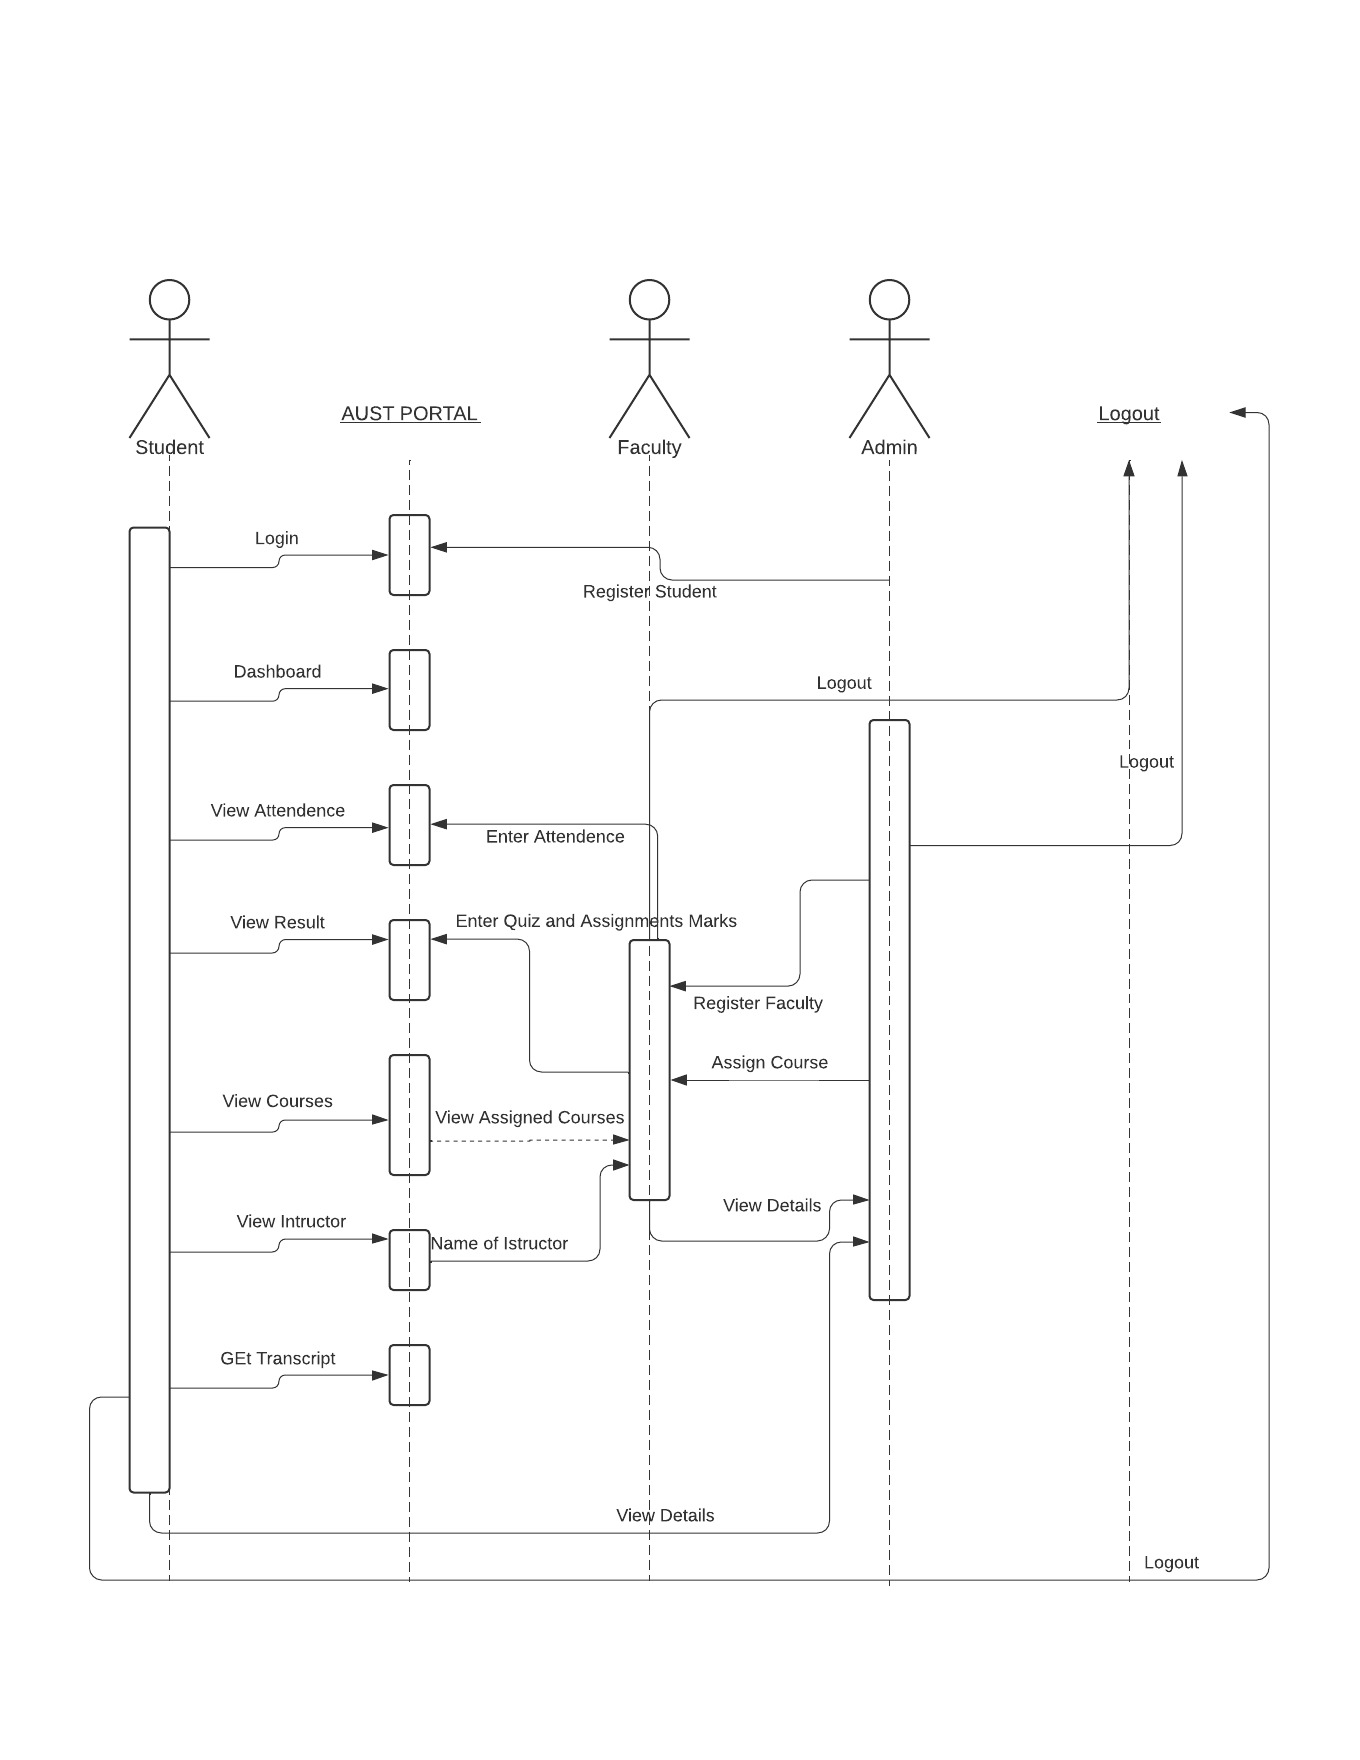 AUST PORTAL
Logout
Student
Faculty
Admin
Login
Register Student
Dashboard
Logout
Logout
View Attendence
Enter Attendence
View Result
Enter Quiz and Assignments Marks
Register Faculty
Assign Course
View Courses
View Assigned Courses
View Details
View Intructor
Name of Istructor
GEt Transcript
View Details
Logout